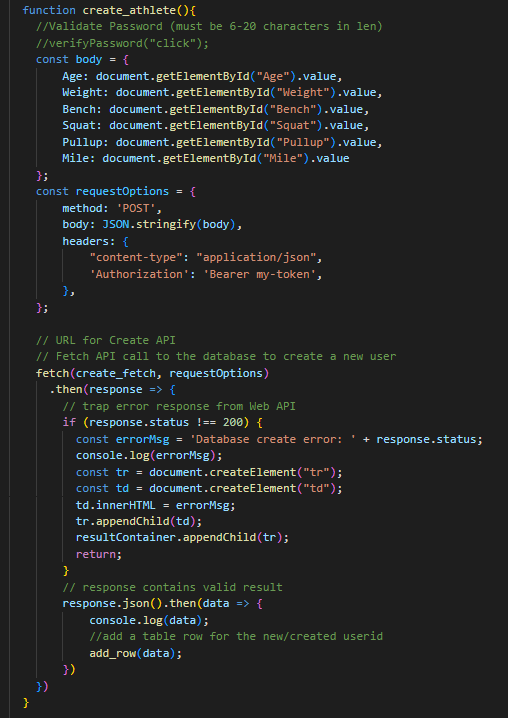 function create_athlete(){
//Validate Password (must be 6-20 characters in len)
//verifyPassword("click");
const body = {
Age: document.getElementById("Age").value,
Weight: document.getElementById("Weight").value,
Bench: document.getElementById("Bench").value,
Squat: document.getElementById("Squat").value,
Pullup: document.getElementById("Pullup").value,
Mile: document.getElementById("Mile").value
};
const requestOptions = {
method: 'POST',
body: JSON.stringify(body),
headers: {
"content-type": "application/json",
'Authorization': 'Bearer my-token',
},
};
// URL for Create API
// Fetch API call to the database to create a new user
fetch(create_fetch, requestOptions)
.then(response => {
// trap error response from Web API
if (response.status !== 200) {
const errorMsg = 'Database create error: ' + response.status;
console.log(errorMsg);
const tr = document.createElement("tr");
const td = document.createElement("td");
td.innerHTML = errorMsg;
tr.appendChild(td);
resultContainer.appendChild(tr);
return;
}
// response contains valid result
response.json().then(data => {
console.log(data);
//add a table row for the new/created userid
add_row(data);
})
})
}